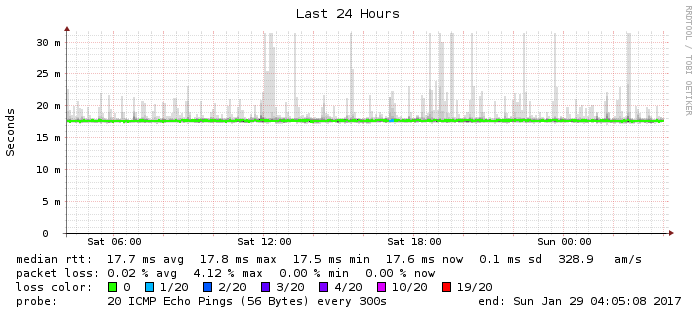 Last 24 Hours
RRDTOOL / TOBI OETIKER
Seconds
30 m
25 m
20 m
15 m
10 m
5 m
0
Sat 06:00 Sat 12:00 Sat 18:00 Sun 00:00
median rtt: 17.7 ms avg 17.8 ms max 17.5 ms min 17.6 ms now 0.1 ms sd 328.9 am/s
packet loss: 0.02 % avg 4.12 % max 0.00 % min 0.00 % now
loss color: 0 1/20 2/20 3/20 4/20 10/20 19/20
probe: 20 ICMP Echo Pings (56 Bytes) every 300s end: Sun Jan 29 04:05:08 2017